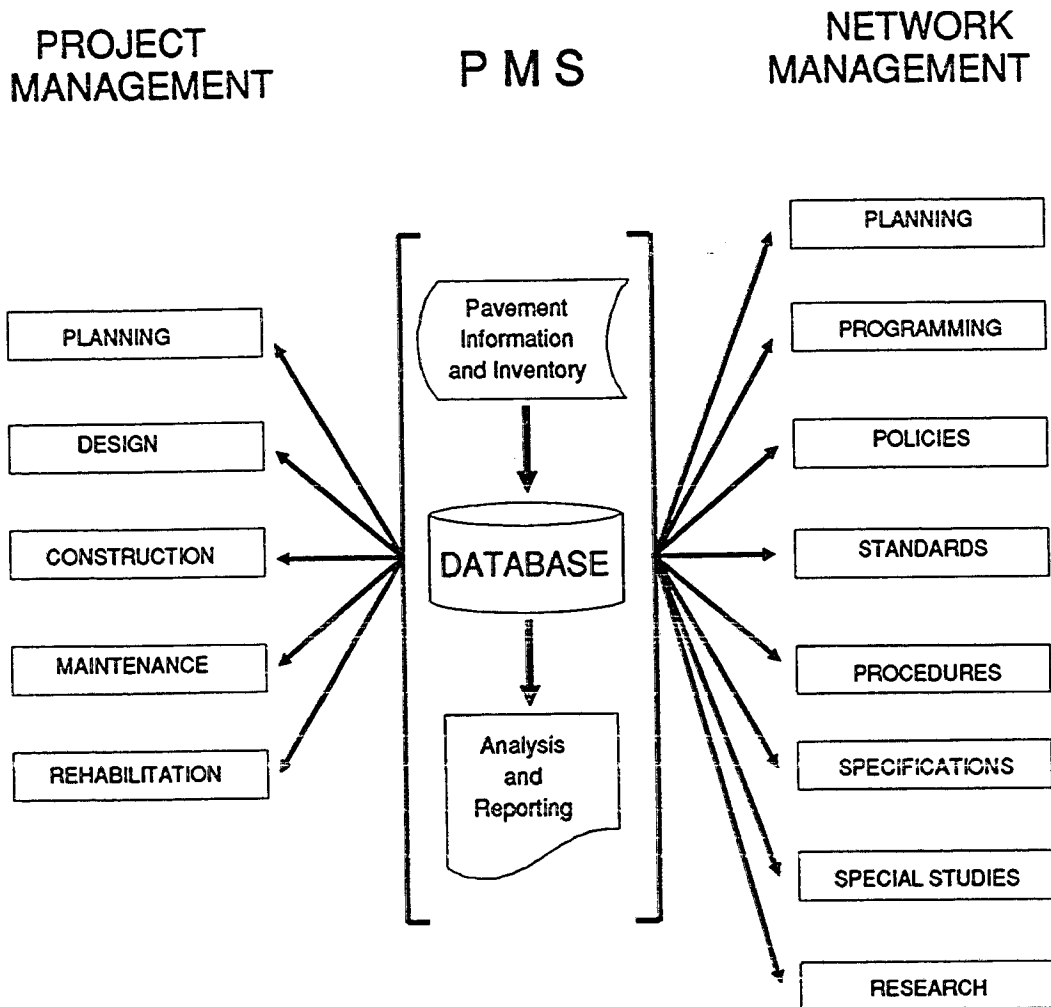 PROJECT
MANAGEMENT
P M S
NETWORK
MANAGEMENT
PLANNING
DESIGN
CONSTRUCTION
MAINTENANCE
REHABILITATION
Pavement
Information
and Inventory
DATABASE
Analysis
and
Reporting
PLANNING
PROGRAMMING
POLICIES
STANDARDS
PROCEDURES
SPECIFICATIONS
SPECIAL STUDIES
RESEARCH